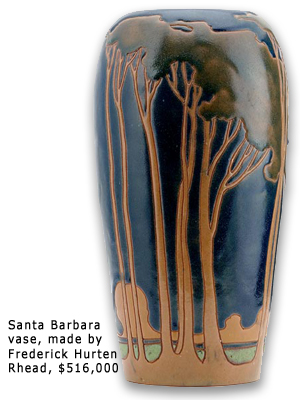 Santa Barbara
vase, made by
Frederick Hurten
Rhead, $516,000